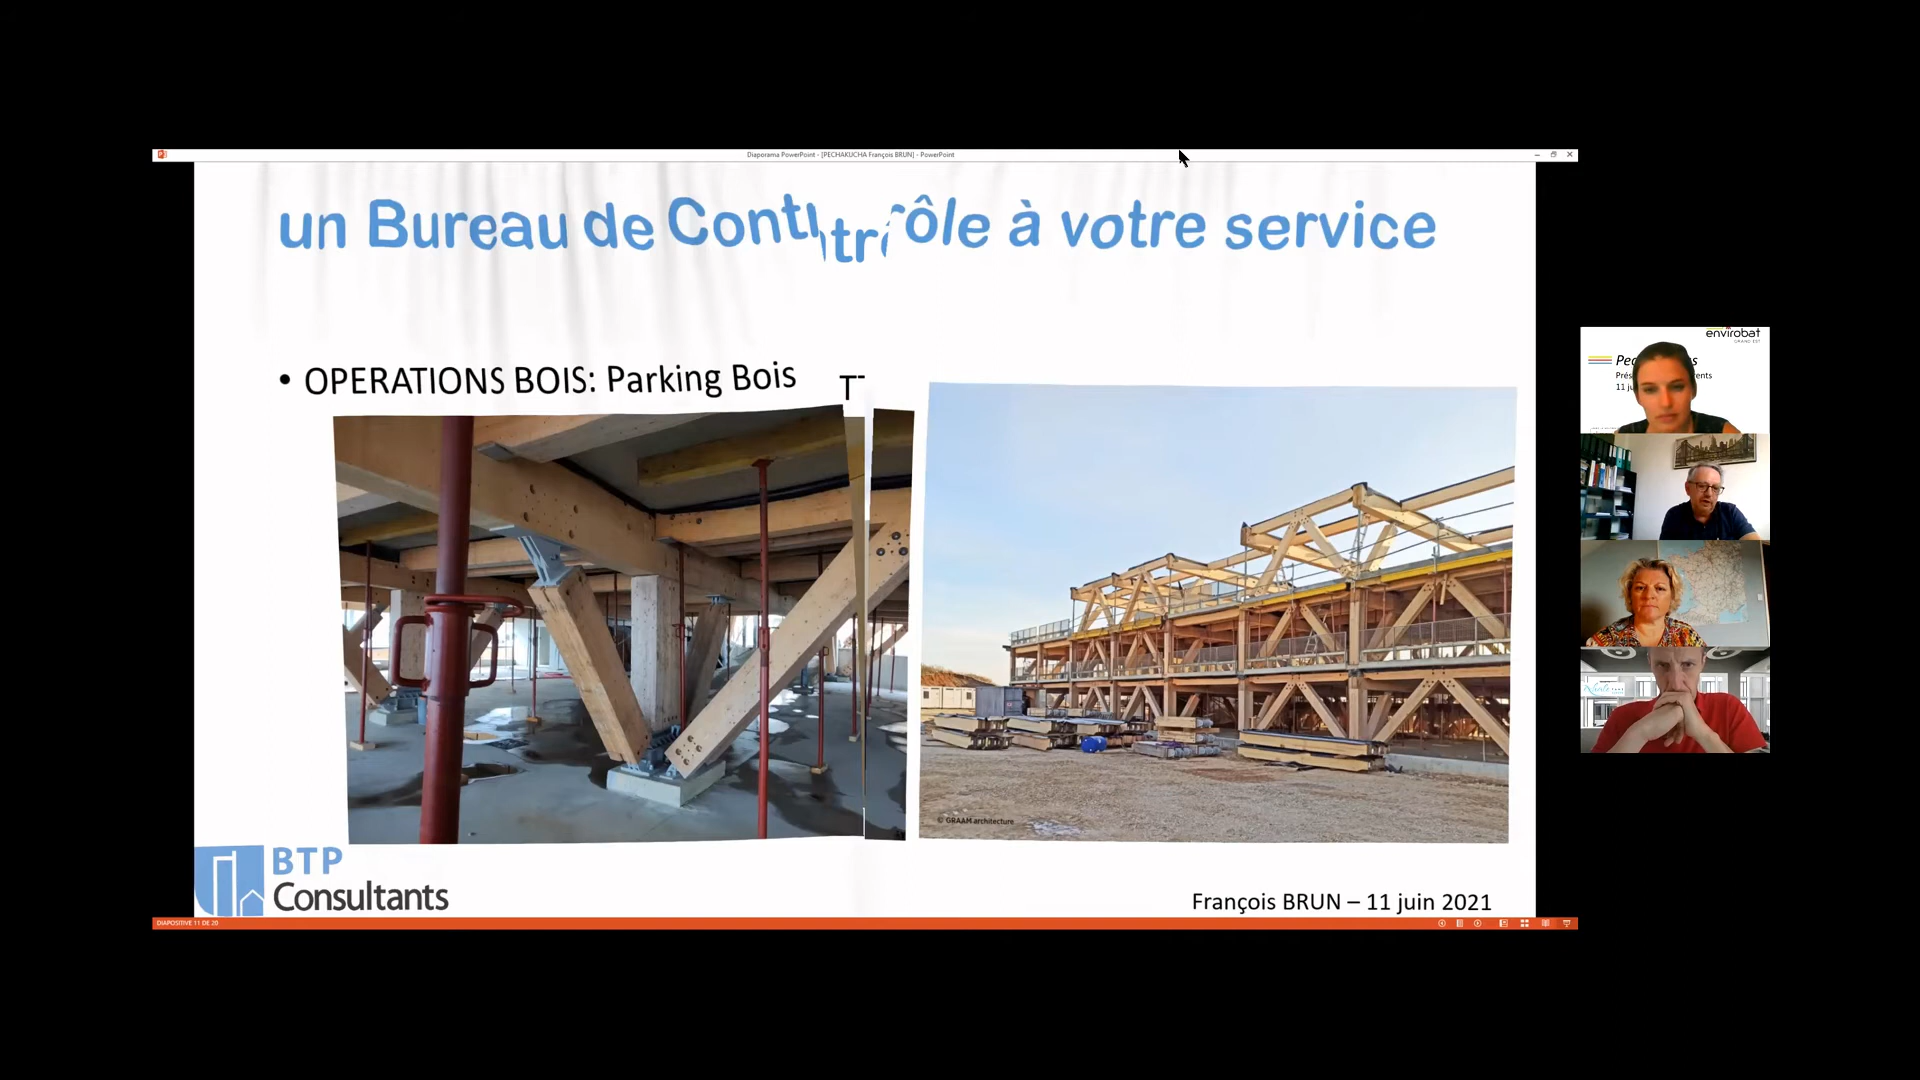 Diaporama PowerPoint - [PECHAKUCHA François BRUN] - PowerPoint
un Bureau de Contrôle à votre service
• OPERATIONS BOIS: Parking Bois
© GRAAM architecture
BTP
Consultants
François BRUN – 11 juin 2021
DIAPOSITIVE 11 DE 20
envirobat
GRAND EST
11